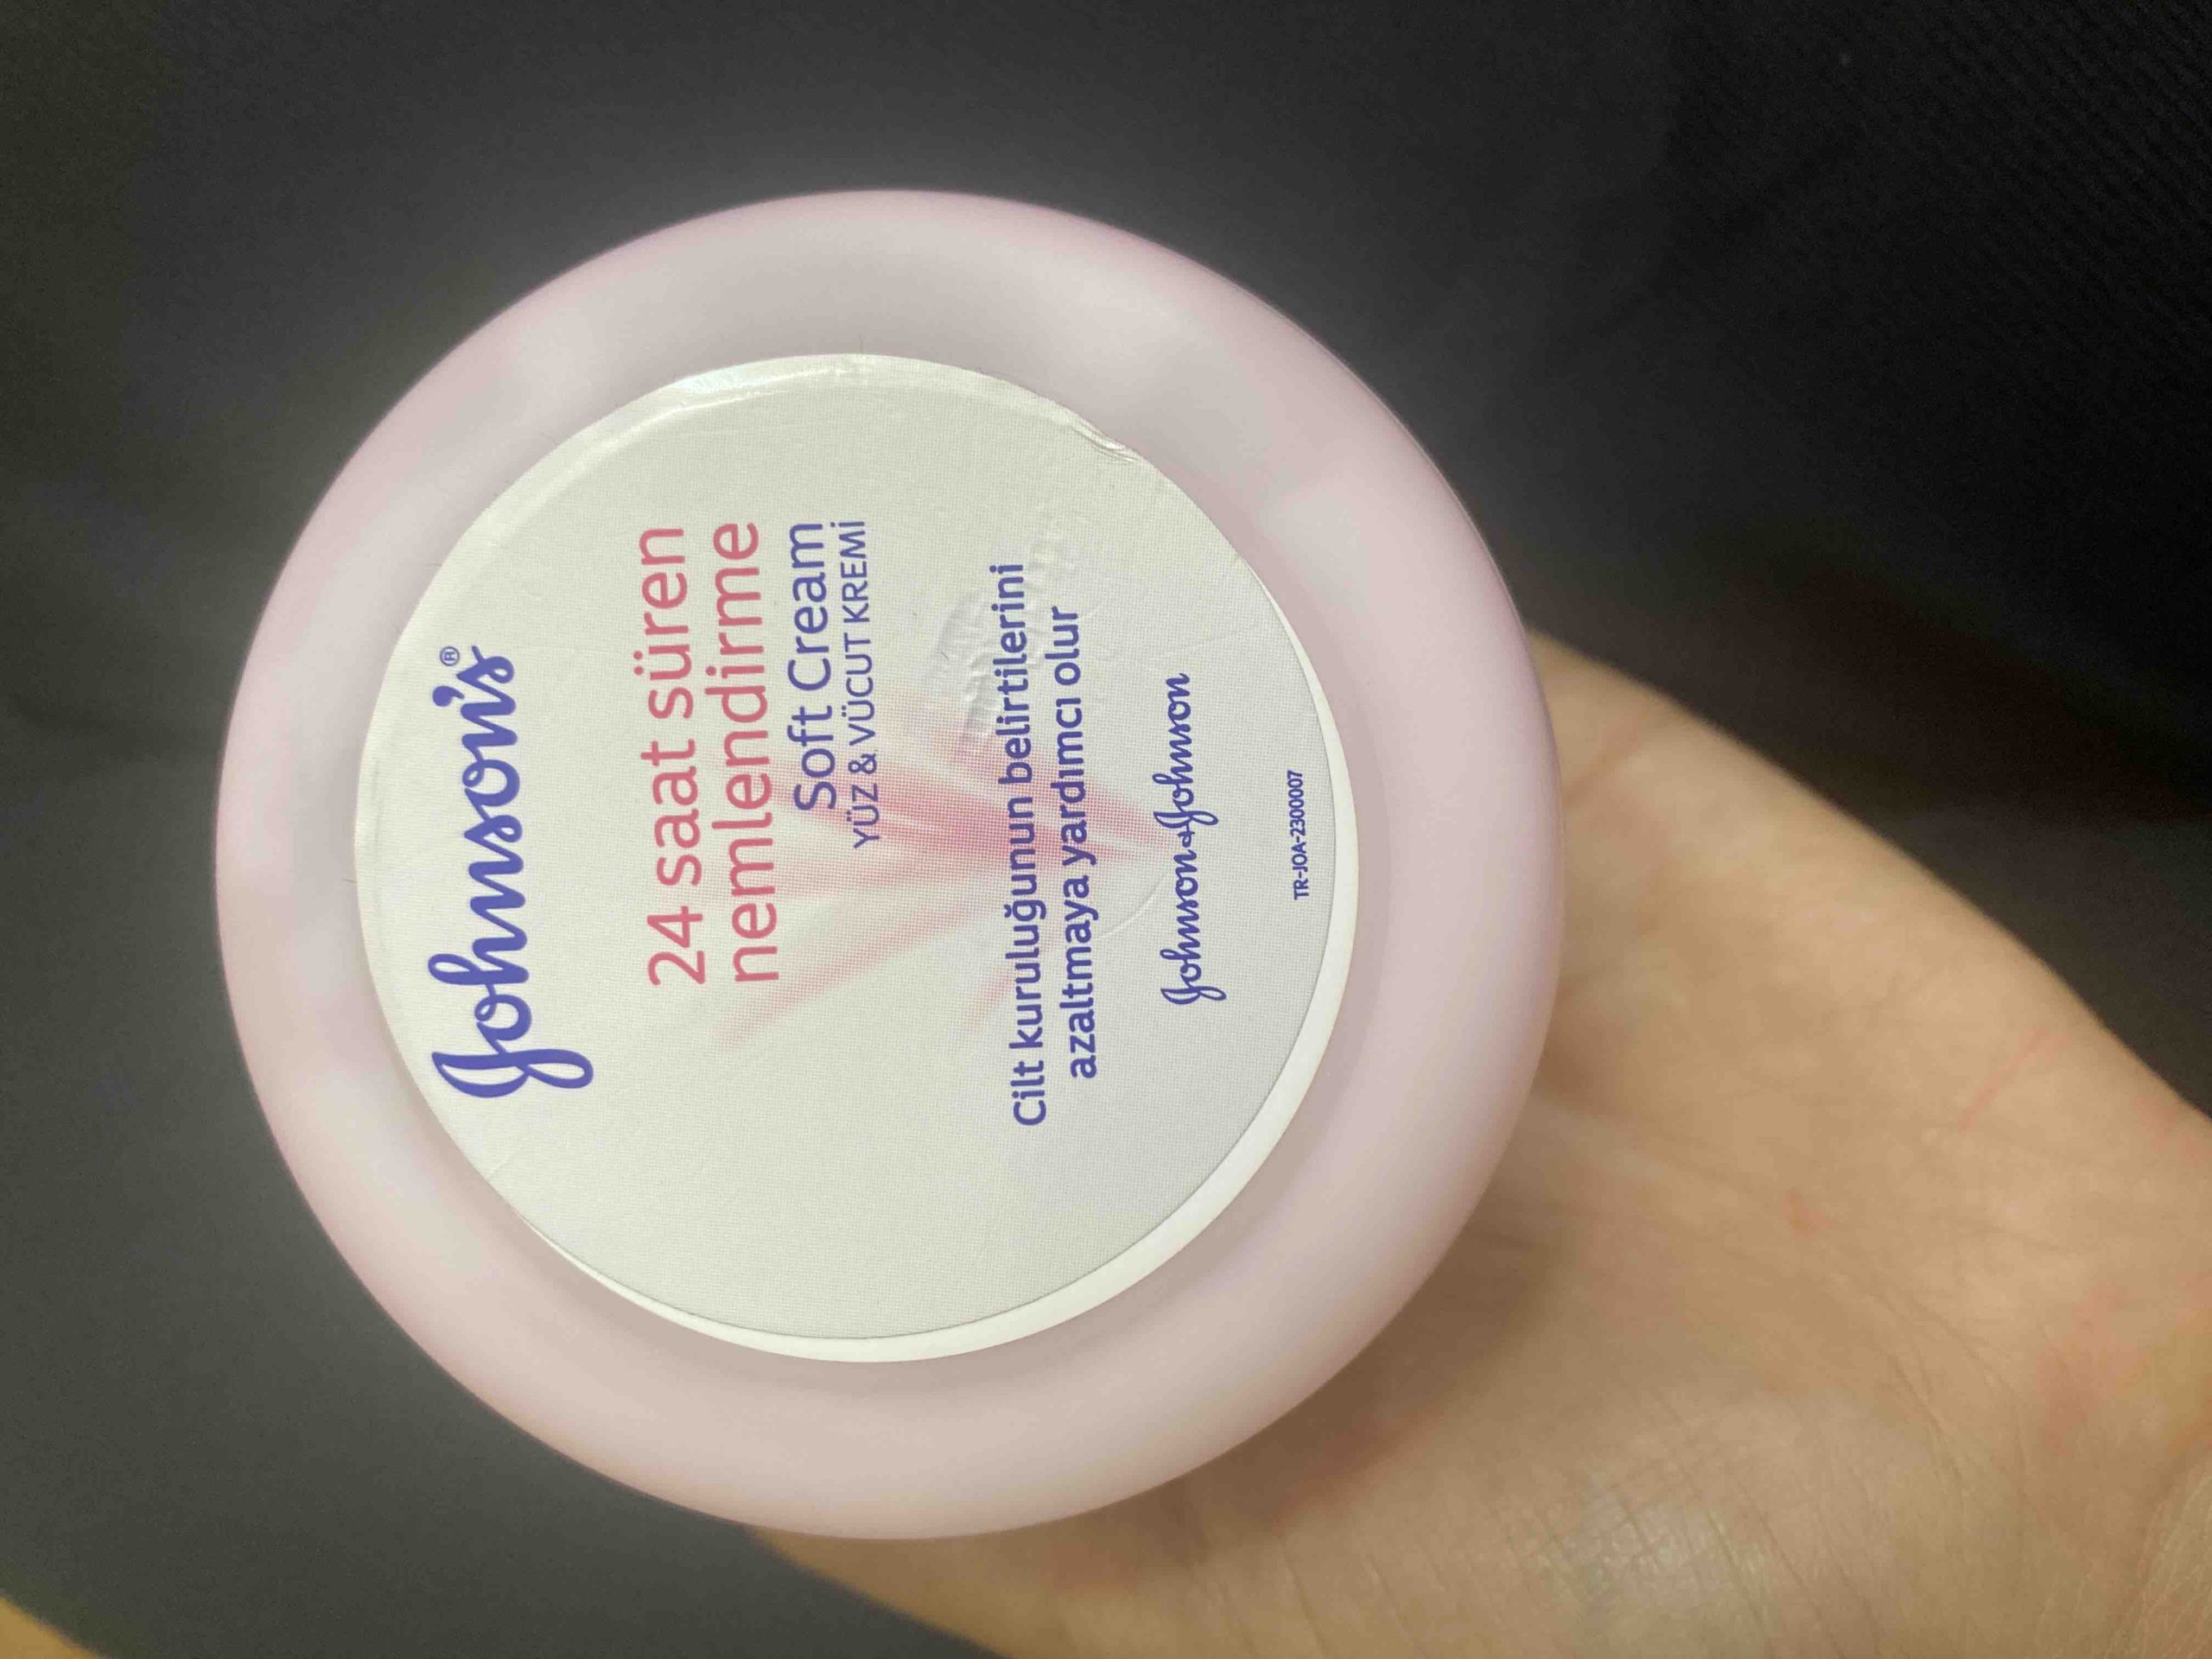 Johnson's®
24 saat süren
nemlendirme
Soft Cream
YÜZ & VÜCUT KREMİ
Cilt kuruluğunun belirtilerini
azaltmaya yardımcı olur
Johnson & Johnson
TR-JOA-2300007